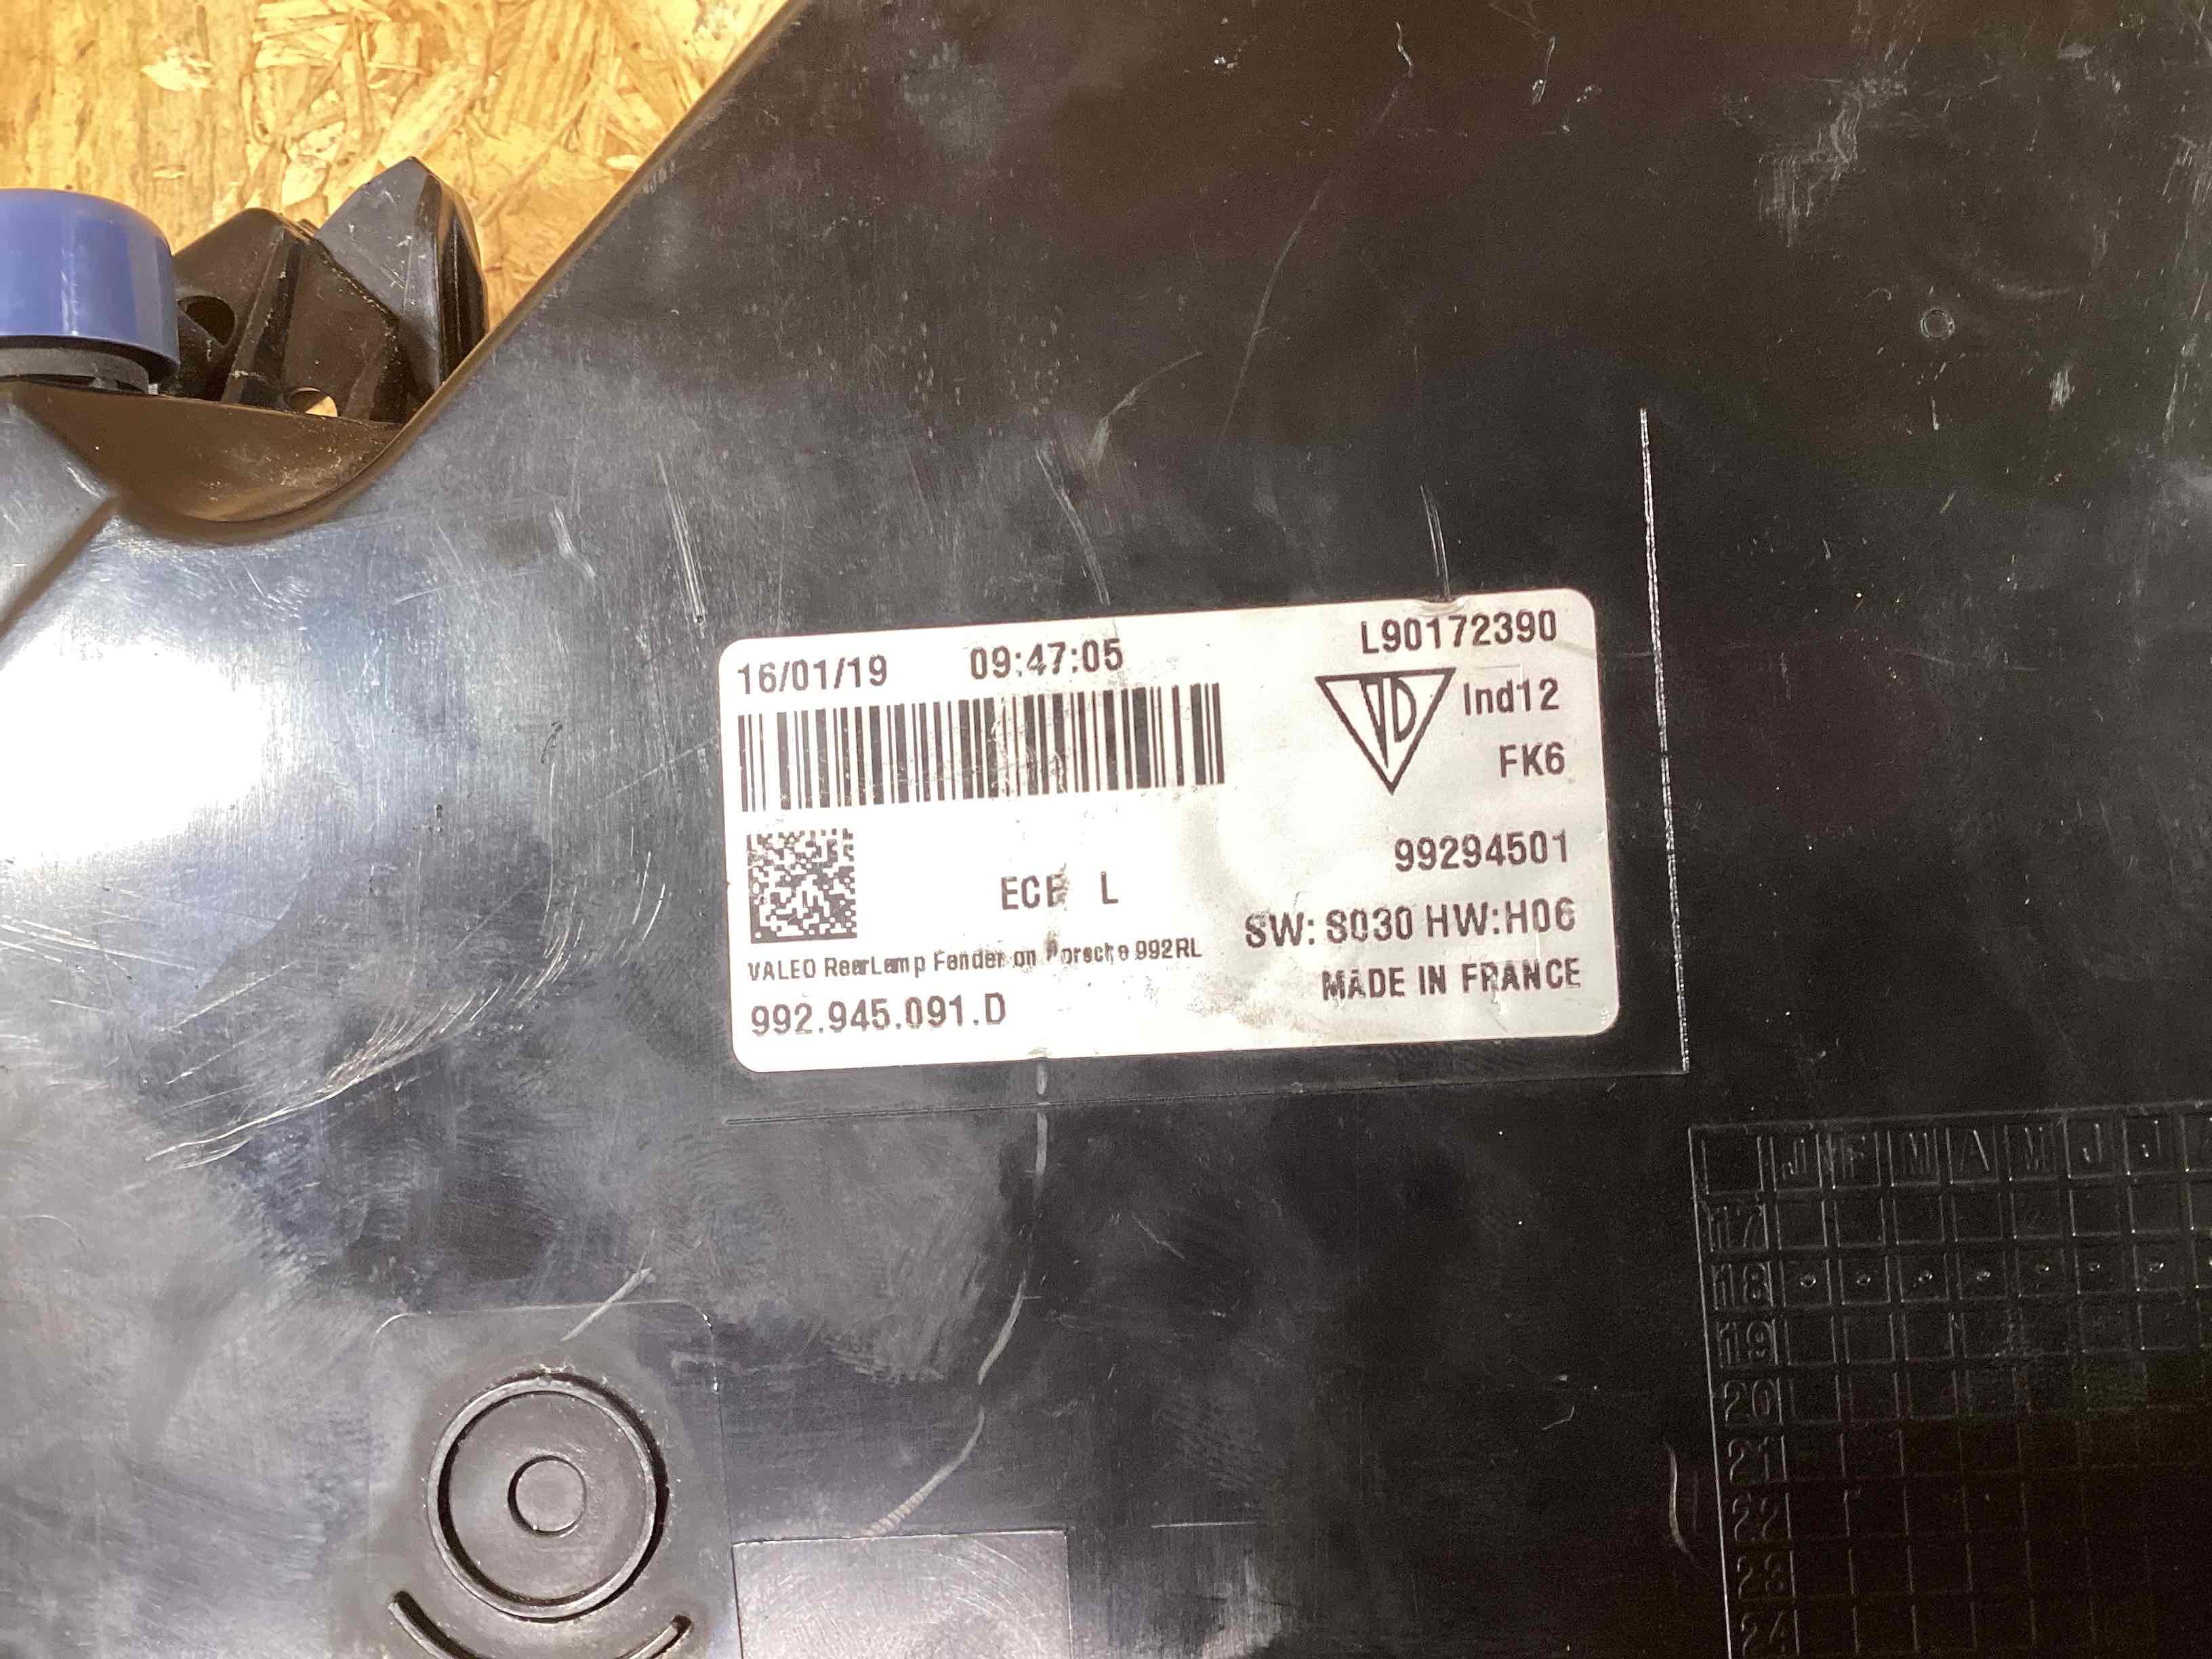 16/01/19 09:47:05 L90172390
VD Ind12
FK6
99294501
ECE L
SW: S030 HW:H06
VALEO RearLamp Fender on Porsche 992RL
MADE IN FRANCE
992.945.091.D
J F M A M J J
17
18
19
20
21
22
23
24